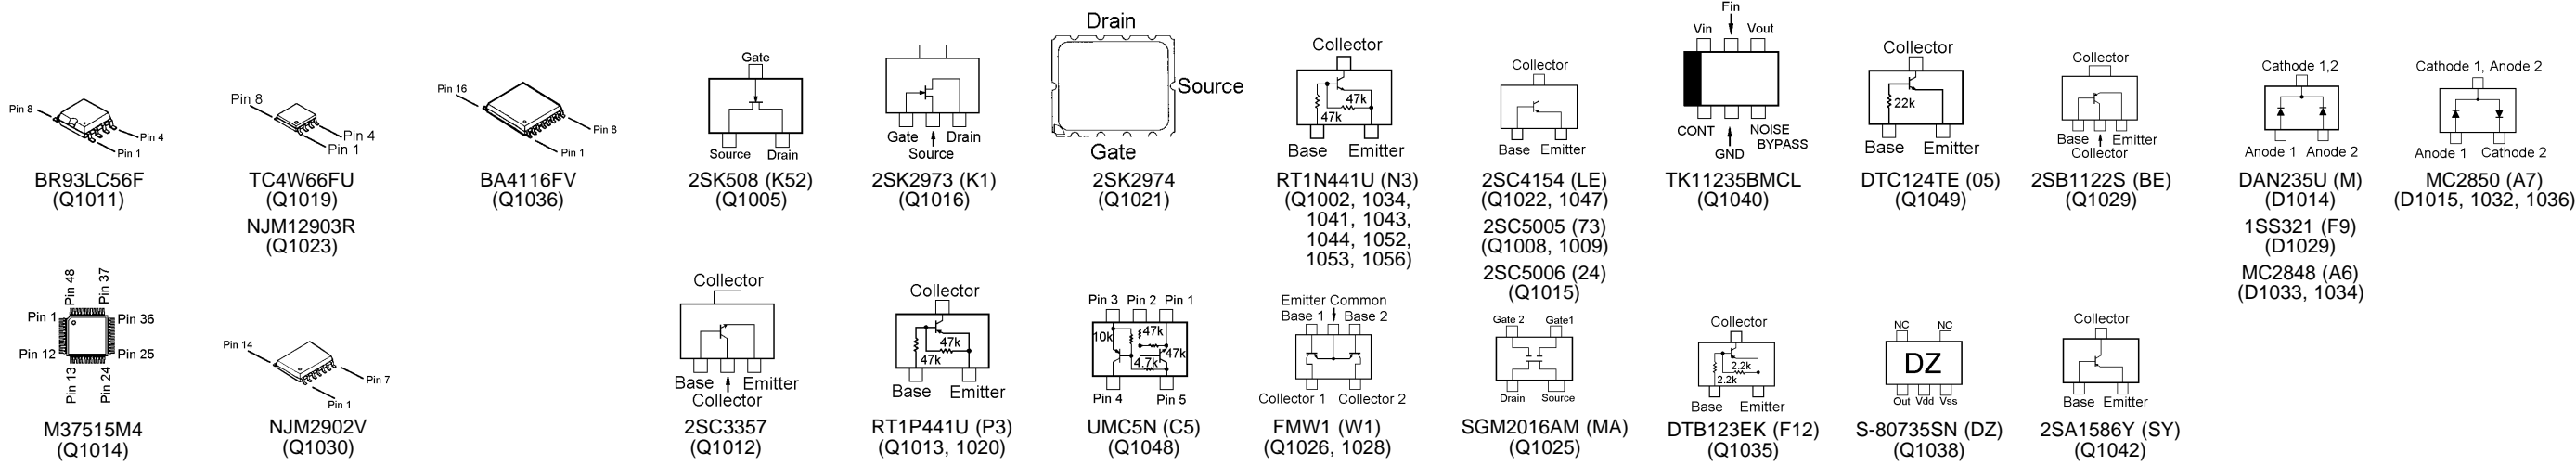 Pin 8
Pin 4
Pin 1
BR93LC56F
(Q1011)
Pin 8
Pin 4
Pin 1
TC4W66FU
(Q1019)
NJM12903R
(Q1023)
Pin 16
Pin 8
Pin 1
BA4116FV
(Q1036)
Gate
Source Drain
2SK508 (K52)
(Q1005)
Gate Drain
Source
2SK2973 (K1)
(Q1016)
Drain
Source
Gate
2SK2974
(Q1021)
Collector
47k
47k
Base Emitter
RT1N441U (N3)
(Q1002, 1034,
1041, 1043,
1044, 1052,
1053, 1056)
Collector
Base Emitter
2SC4154 (LE)
(Q1022, 1047)
2SC5005 (73)
(Q1008, 1009)
2SC5006 (24)
(Q1015)
Fin
Vin Vout
CONT NOISE
BYPASS
GND
TK11235BMCL
(Q1040)
Collector
22k
Base Emitter
DTC124TE (05)
(Q1049)
Collector
Base Emitter
Collector
2SB1122S (BE)
(Q1029)
Cathode 1,2
Anode 1 Anode 2
DAN235U (M)
(D1014)
1SS321 (F9)
(D1029)
MC2848 (A6)
(D1033, 1034)
Cathode 1, Anode 2
Anode 1 Cathode 2
MC2850 (A7)
(D1015, 1032, 1036)
Pin 48
Pin 37
Pin 1
Pin 36
Pin 12
Pin 25
Pin 13
Pin 24
M37515M4
(Q1014)
Pin 14
Pin 7
Pin 1
NJM2902V
(Q1030)
Collector
Base Emitter
Collector
2SC3357
(Q1012)
Collector
47k
47k
Base Emitter
RT1P441U (P3)
(Q1013, 1020)
Pin 3 Pin 2 Pin 1
47k
10k
47k
4.7k
Pin 4 Pin 5
UMC5N (C5)
(Q1048)
Emitter Common
Base 1 Base 2
Collector 1 Collector 2
FMW1 (W1)
(Q1026, 1028)
Gate 2 Gate1
Drain Source
SGM2016AM (MA)
(Q1025)
Collector
2.2k
2.2k
Base Emitter
DTB123EK (F12)
(Q1035)
NC NC
DZ
Out Vdd Vss
S-80735SN (DZ)
(Q1038)
Collector
Base Emitter
2SA1586Y (SY)
(Q1042)